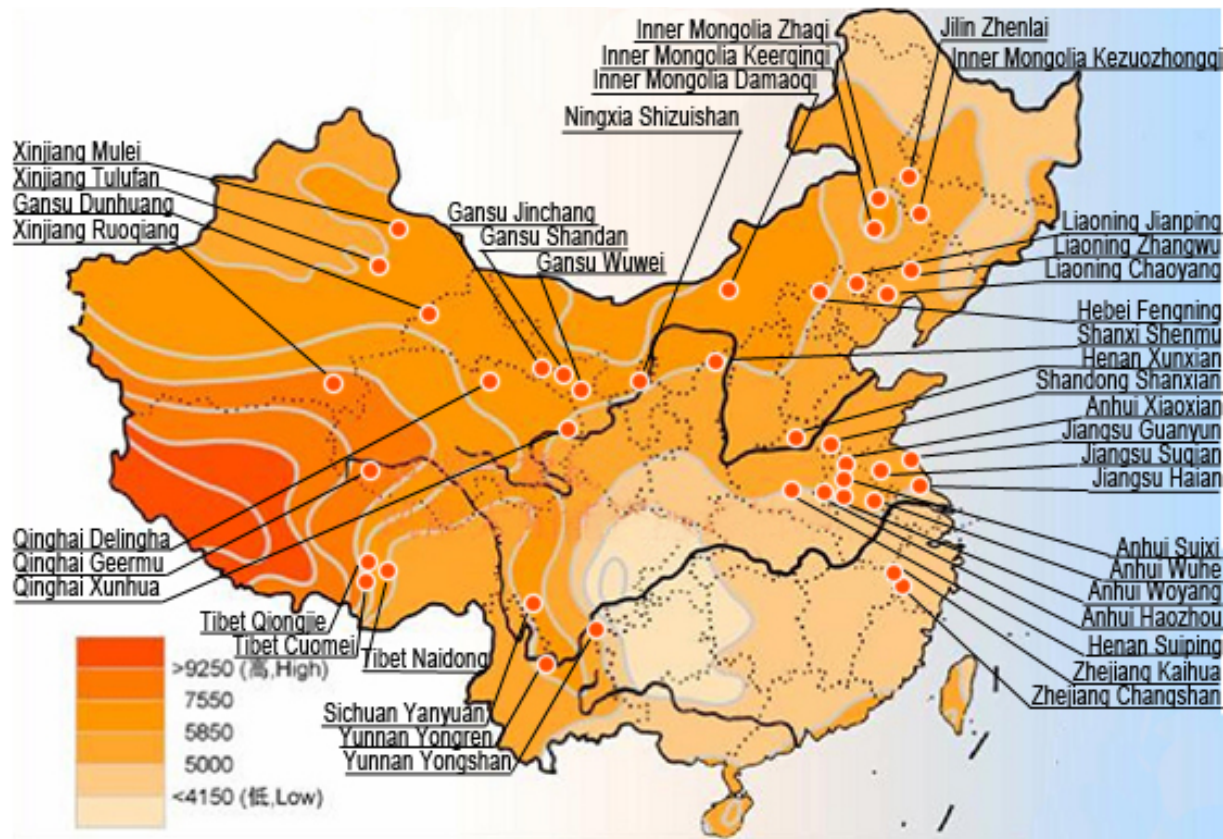 Inner Mongolia Zhaqi
Jilin Zhenlai
Inner Mongolia Keerqinqi
Inner Mongolia Kezuozhongqi
Inner Mongolia Damaoqi
Ningxia Shizuishan
Xinjiang Mulei
Xinjiang Tulufan
Gansu Dunhuang
Xinjiang Ruoqiang
Gansu Jinchang
Gansu Shandan
Gansu Wuwei
Liaoning Jianping
Liaoning Zhangwu
Liaoning Chaoyang
Hebei Fengning
Shanxi Shenmu
Henan Xunxian
Shandong Shanxian
Anhui Xiaoxian
Jiangsu Guanyun
Jiangsu Suqian
Jiangsu Haian
Qinghai Delingha
Qinghai Geermu
Qinghai Xunhua
Anhui Suixi
Anhui Wuhe
Anhui Woyang
Anhui Haozhou
Henan Suiping
Zhejiang Kaihua
Zhejiang Changshan
Tibet Qiongjie
Tibet Cuomei
Tibet Naidong
Sichuan Yanyuan
Yunnan Yongren
Yunnan Yongshan
>9250 (高,High)
7550
5850
5000
<4150 (低,Low)